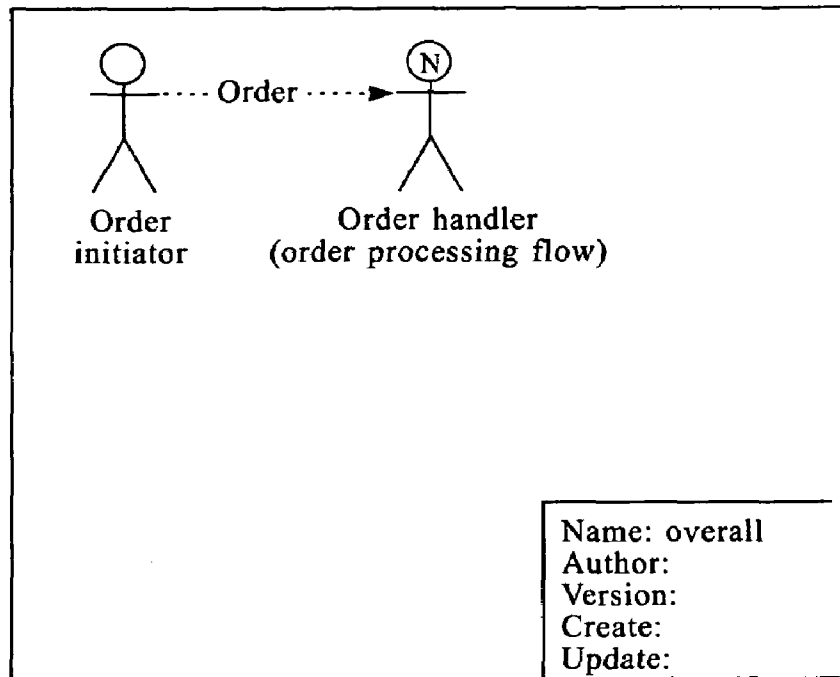 N
Order
Order
initiator
Order handler
(order processing flow)
Name: overall
Author:
Version:
Create:
Update: